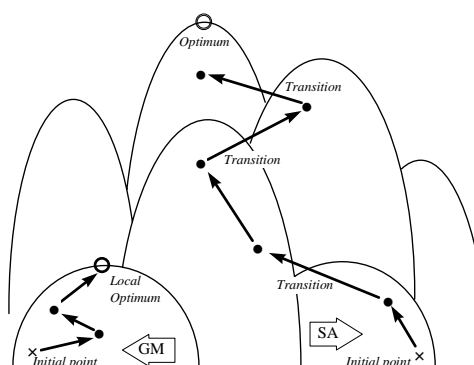 Optimum
Transition
Transition
Local
Optimum
Transition
SA
GM
Initial point
Initial point